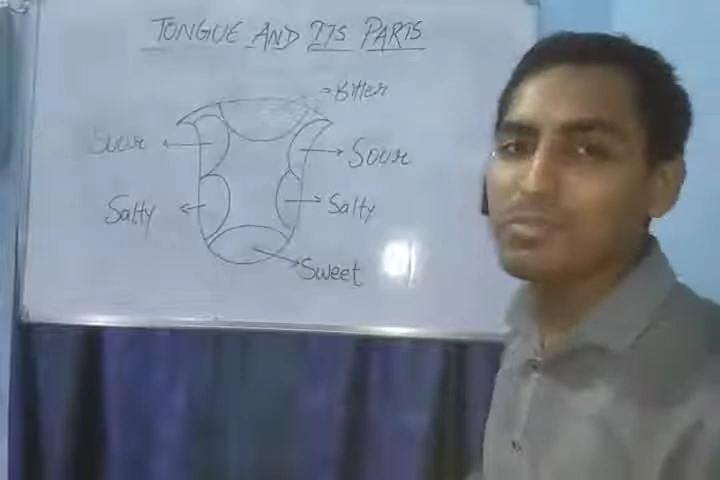 TONGUE AND ITS PARTS
Bitter
Sour
Sour
Salty
Salty
Sweet